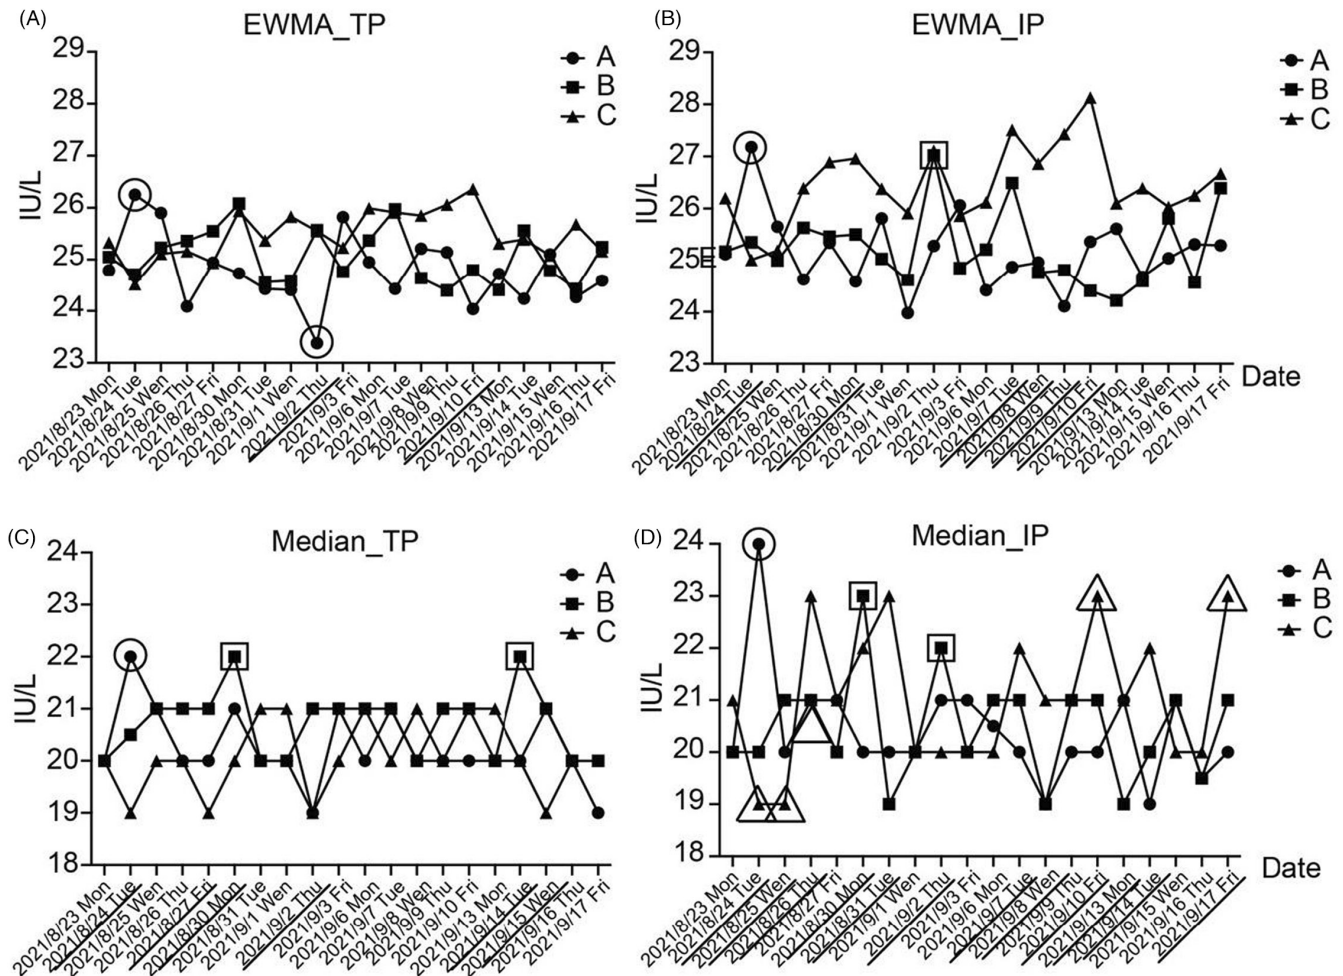 (A)
EWMA_TP
IU/L
29
28
27
26
25
24
23
A
B
C
2021/8/23 Mon
2021/8/24 Tue
2021/8/25 Wen
2021/8/26 Thu
2021/8/27 Fri
2021/8/30 Mon
2021/8/31 Tue
2021/9/1 Wen
2021/9/2 Thu
2021/9/3 Fri
2021/9/6 Mon
2021/9/7 Tue
2021/9/8 Wen
2021/9/9 Thu
2021/9/10 Fri
2021/9/13 Mon
2021/9/14 Tue
2021/9/15 Wen
2021/9/16 Thu
2021/9/17 Fri
(B)
EWMA_IP
IU/L
29
28
27
26
25
24
23
A
B
C
2021/8/23 Mon
2021/8/24 Tue
2021/8/25 Wen
2021/8/26 Thu
2021/8/27 Fri
2021/8/30 Mon
2021/8/31 Tue
2021/9/1 Wen
2021/9/2 Thu
2021/9/3 Fri
2021/9/6 Mon
2021/9/7 Tue
2021/9/8 Wen
2021/9/9 Thu
2021/9/10 Fri
2021/9/13 Mon
2021/9/14 Tue
2021/9/15 Wen
2021/9/16 Thu
2021/9/17 Fri
Date
(C)
Median_TP
IU/L
24
23
22
21
20
19
18
A
B
C
2021/8/23 Mon
2021/8/24 Tue
2021/8/25 Wen
2021/8/26 Thu
2021/8/27 Fri
2021/8/30 Mon
2021/8/31 Tue
2021/9/1 Wen
2021/9/2 Thu
2021/9/3 Fri
2021/9/6 Mon
2021/9/7 Tue
2021/9/8 Wen
2021/9/9 Thu
2021/9/10 Fri
2021/9/13 Mon
2021/9/14 Tue
2021/9/15 Wen
2021/9/16 Thu
2021/9/17 Fri
(D)
Median_IP
IU/L
24
23
22
21
20
19
18
A
B
C
2021/8/23 Mon
2021/8/24 Tue
2021/8/25 Wen
2021/8/26 Thu
2021/8/27 Fri
2021/8/30 Mon
2021/8/31 Tue
2021/9/1 Wen
2021/9/2 Thu
2021/9/3 Fri
2021/9/6 Mon
2021/9/7 Tue
2021/9/8 Wen
2021/9/9 Thu
2021/9/10 Fri
2021/9/13 Mon
2021/9/14 Tue
2021/9/15 Wen
2021/9/16 Thu
2021/9/17 Fri
Date